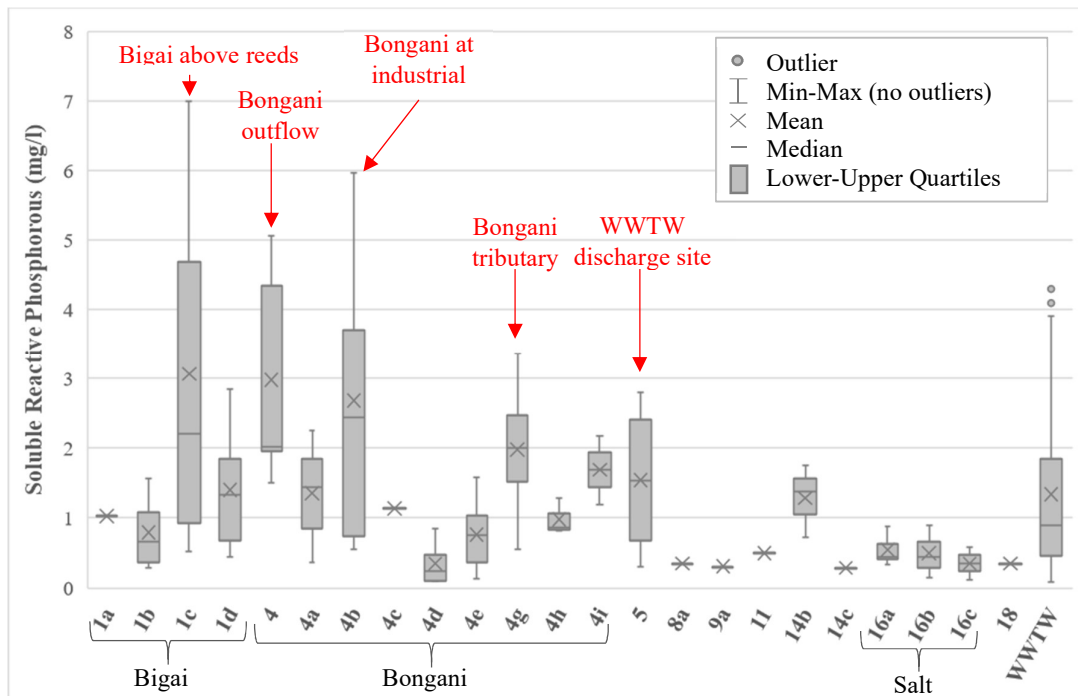 Soluble Reactive Phosphorous (mg/l)
8
7
6
5
4
3
2
1
0
Bigai above reeds
Bongani
outflow
Bongani at
industrial
Bongani
tributary
WWTW
discharge site
Outlier
Min-Max (no outliers)
Mean
Median
Lower-Upper Quartiles
1a
1b
1c
1d
4
4a
4b
4c
4d
4e
4g
4h
4i
5
8a
9a
11
14b
14c
16a
16b
16c
18
WWTW
Bigai
Bongani
Salt